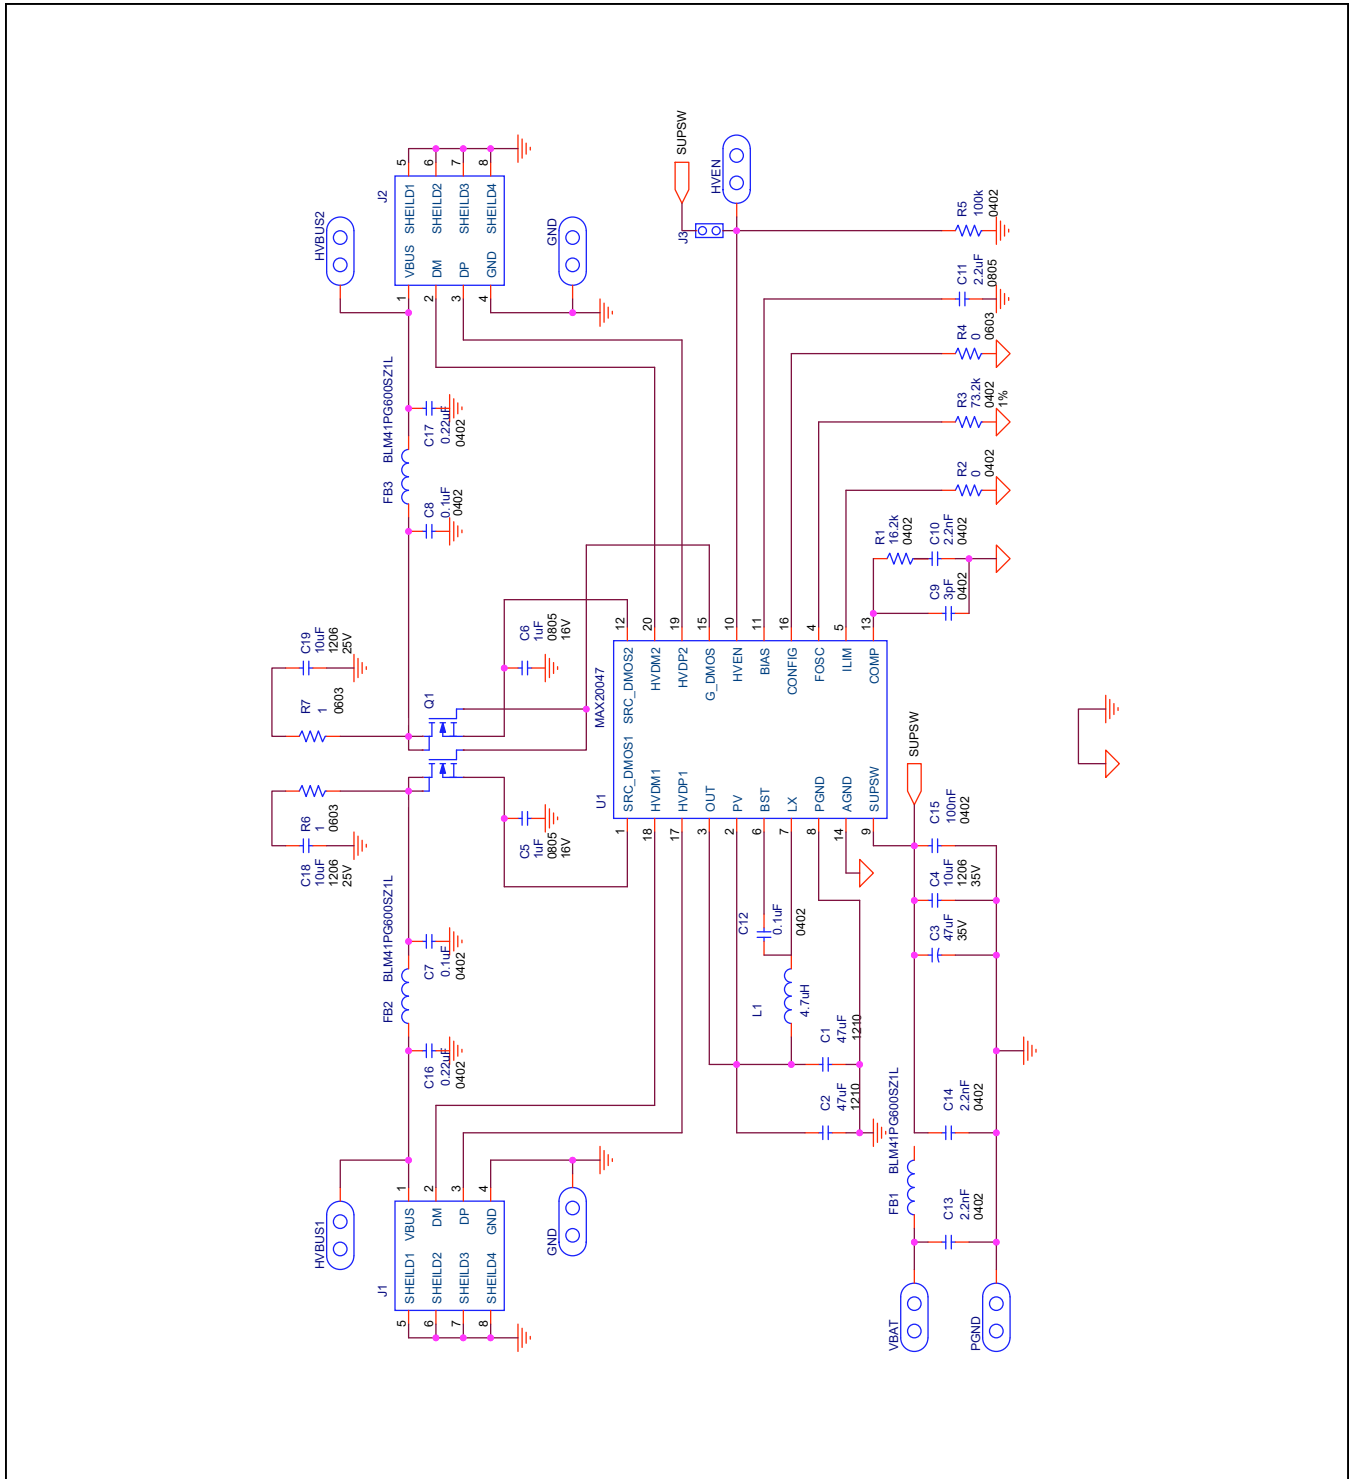 HVBUS1
J1
SHEILD1
SHEILD2
SHEILD3
SHEILD4
VBUS
DM
DP
GND
5
6
7
8
1
2
3
4
GND
C16
0.22uF
0402
FB2
BLM41PG600SZ1L
C7
0.1uF
0402
C18
10uF
1206
25V
R6
1
0603
R7
1
0603
C19
10uF
1206
25V
Q1
C5
1uF
0805
16V
C6
1uF
0805
16V
C8
0.1uF
0402
FB3
BLM41PG600SZ1L
C17
0.22uF
0402
HVBUS2
J2
VBUS
DM
DP
GND
SHEILD1
SHEILD2
SHEILD3
SHEILD4
1
2
3
4
5
6
7
8
GND
U1
MAX20047
1
18
17
3
2
6
7
8
14
9
SRC_DMOS1
HVDM1
HVDP1
OUT
PV
BST
LX
PGND
AGND
SUPSW
SRC_DMOS2
HVDM2
HVDP2
G_DMOS
HVEN
BIAS
CONFIG
FOSC
ILIM
COMP
12
20
19
15
10
11
16
4
5
13
SUPSW
J3
HVEN
R5
100k
0402
C11
2.2uF
0805
R4
0
0603
R3
73.2k
0402
1%
R2
0
0402
R1
16.2k
0402
C10
2.2nF
0402
C9
3pF
0402
C12
0.1uF
0402
L1
4.7uH
C1
47uF
1210
C2
47uF
1210
VBAT
PGND
C13
2.2nF
0402
FB1
BLM41PG600SZ1L
C14
2.2nF
0402
C3
47uF
35V
C4
10uF
1206
35V
C15
100nF
0402
SUPSW